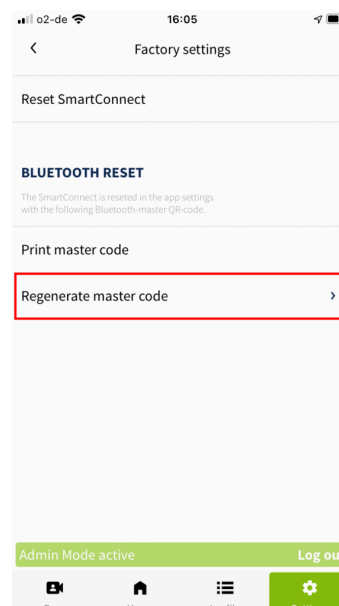 o2-de 16:05
Factory settings
Reset SmartConnect
BLUETOOTH RESET
The SmartConnect is reseted in the app settings
with the following Bluetooth-master QR-code.
Print master code
Regenerate master code
Admin Mode active Log ou